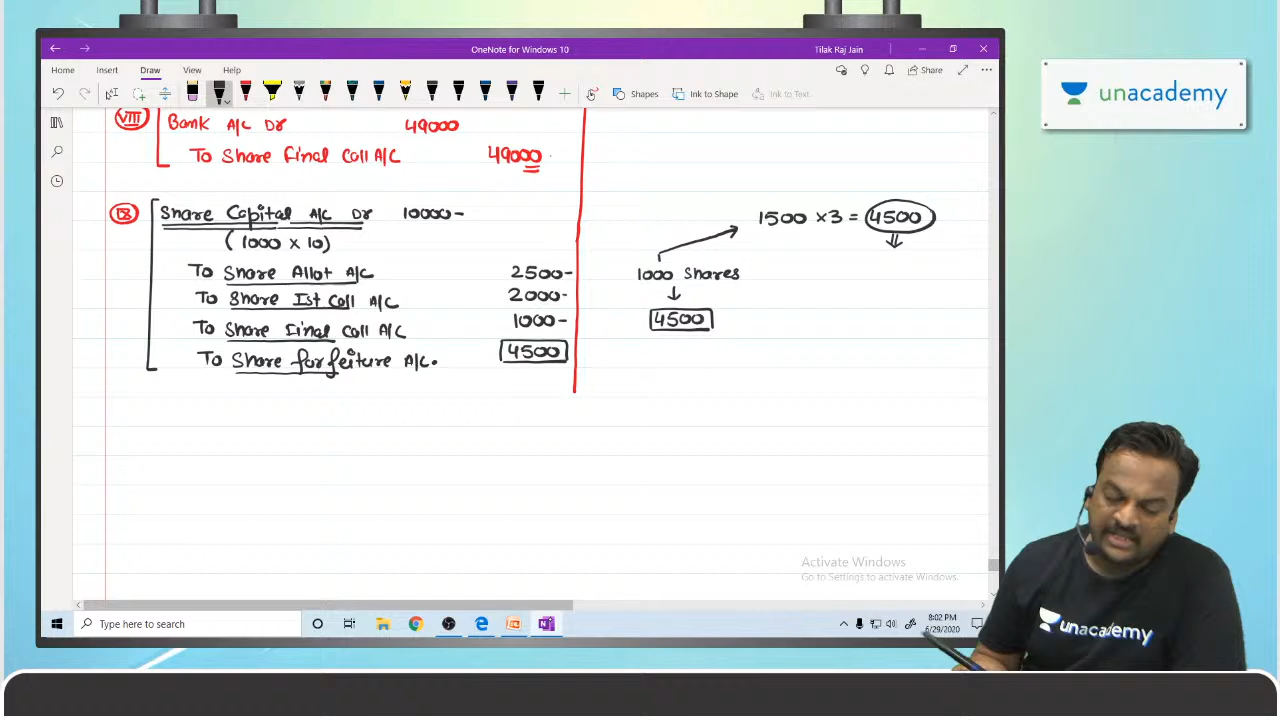 OneNote for Windows 10
Tilak Raj Jain
Home Insert Draw View Help
Share
Shapes
Ink to Shape
Ink to Text
unacademy
VIII Bank A/C Dr 49000
To Share Final Call A/C 49000
IX Share Capital A/C Dr 10000-
(1000 × 10)
To Share Allot A/C 2500-
To Share Ist Call A/C 2000-
To Share Final Call A/C 1000-
To Share forfeiture A/C. 4500
1500 ×3 = 4500
1000 Shares
4500
Activate Windows
Go to Settings to activate Windows.
Type here to search
8:02 PM
6/29/2020
unacademy